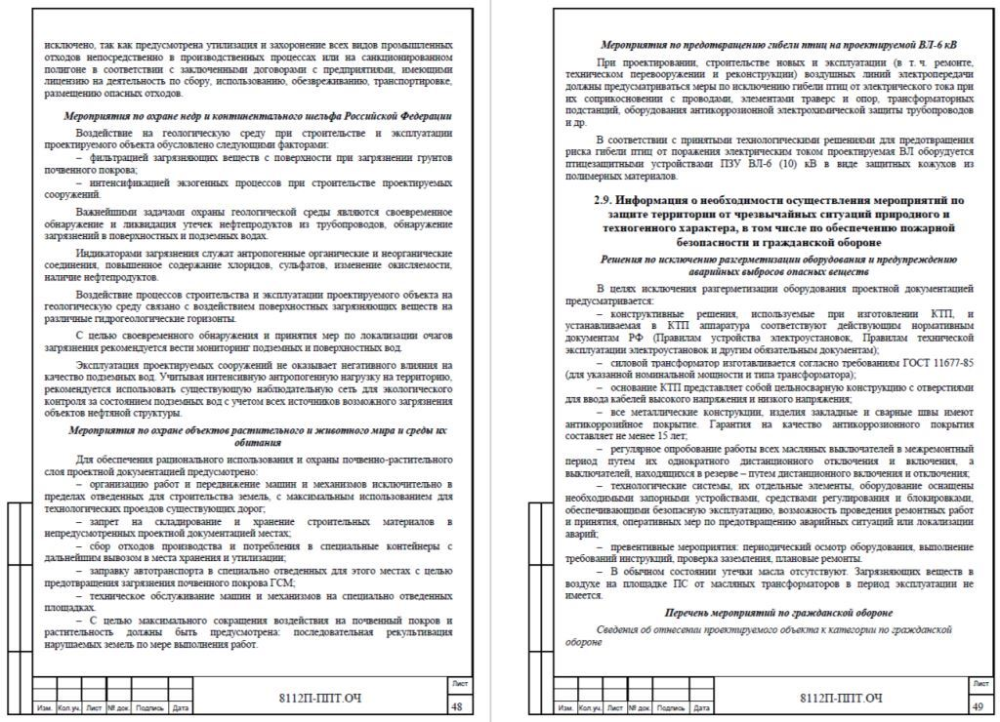 исключено, так как предусмотрена утилизация и захоронение всех видов промышленных
отходов непосредственно в производственных процессах или на санкционированном
полигоне в соответствии с заключенными договорами с предприятиями, имеющими
лицензию на деятельность по сбору, использованию, обезвреживанию, транспортировке,
размещению опасных отходов.
Мероприятия по охране недр и континентального шельфа Российской Федерации
Воздействие на геологическую среду при строительстве и эксплуатации
проектируемого объекта обусловлено следующими факторами:
– фильтрацией загрязняющих веществ с поверхности при загрязнении грунтов
почвенного покрова;
– интенсификацией экзогенных процессов при строительстве проектируемых
сооружений.
Важнейшими задачами охраны геологической среды являются своевременное
обнаружение и ликвидация утечек нефтепродуктов из трубопроводов, обнаружение
загрязнений в поверхностных и подземных водах.
Индикаторами загрязнения служат антропогенные органические и неорганические
соединения, повышенное содержание хлоридов, сульфатов, изменение окисляемости,
наличие нефтепродуктов.
Воздействие процессов строительства и эксплуатации проектируемого объекта на
геологическую среду связано с воздействием поверхностных загрязняющих веществ на
различные гидрогеологические горизонты.
С целью своевременного обнаружения и принятия мер по локализации очагов
загрязнения рекомендуется вести мониторинг подземных и поверхностных вод.
Эксплуатация проектируемых сооружений не оказывает негативного влияния на
качество подземных вод. Учитывая интенсивную антропогенную нагрузку на территорию,
рекомендуется использовать существующую наблюдательную сеть для экологического
контроля за состоянием подземных вод с учетом всех источников возможного загрязнения
объектов нефтяной структуры.
Мероприятия по охране объектов растительного и животного мира и среды их
обитания
Для обеспечения рационального использования и охраны почвенно-растительного
слоя проектной документацией предусмотрено:
– организацию работ и передвижение машин и механизмов исключительно в
пределах отведенных для строительства земель, с максимальным использованием для
технологических проездов существующих дорог;
– запрет на складирование и хранение строительных материалов в
непредусмотренных проектной документацией местах;
– сбор отходов производства и потребления в специальные контейнеры с
дальнейшим вывозом в места хранения и утилизации;
– заправку автотранспорта в специально отведенных для этого местах с целью
предотвращения загрязнения почвенного покрова ГСМ;
– техническое обслуживание машин и механизмов на специально отведенных
площадках.
– С целью максимального сокращения воздействия на почвенный покров и
растительность должны быть предусмотрена: последовательная рекультивация
нарушаемых земель по мере выполнения работ.
Изм. Кол.уч. Лист № док. Подпись Дата
8112П-ППТ.ОЧ
Лист
48
Мероприятия по предотвращению гибели птиц на проектируемой ВЛ-6 кВ
При проектировании, строительстве новых и эксплуатации (в т. ч. ремонте,
техническом перевооружении и реконструкции) воздушных линий электропередачи
должны предусматриваться меры по исключению гибели птиц от электрического тока при
их соприкосновении с проводами, элементами траверс и опор, трансформаторных
подстанций, оборудования антикоррозионной электрохимической защиты трубопроводов
и др.
В соответствии с принятыми технологическими решениями для предотвращения
риска гибели птиц от поражения электрическим током проектируемая ВЛ оборудуется
птицезащитными устройствами ПЗУ ВЛ-6 (10) кВ в виде защитных кожухов из
полимерных материалов.
2.9. Информация о необходимости осуществления мероприятий по
защите территории от чрезвычайных ситуаций природного и
техногенного характера, в том числе по обеспечению пожарной
безопасности и гражданской обороне
Решения по исключению разгерметизации оборудования и предупреждению
аварийных выбросов опасных веществ
В целях исключения разгерметизации оборудования проектной документацией
предусматривается:
– конструктивные решения, используемые при изготовлении КТП, и
устанавливаемая в КТП аппаратура соответствуют действующим нормативным
документам РФ (Правилам устройства электроустановок, Правилам технической
эксплуатации электроустановок и другим обязательным документам);
– силовой трансформатор изготавливается согласно требованиям ГОСТ 11677-85
(для указанной номинальной мощности и типа трансформатора);
– основание КТП представляет собой цельносварную конструкцию с отверстиями
для ввода кабелей высокого напряжения и низкого напряжения;
– все металлические конструкции, изделия закладные и сварные швы имеют
антикоррозийное покрытие. Гарантия на качество антикоррозионного покрытия
составляет не менее 15 лет;
– регулярное опробование работы всех масляных выключателей в межремонтный
период путем их однократного дистанционного отключения и включения, а
выключателей, находящихся в резерве – путем дистанционного включения и отключения;
– технологические системы, их отдельные элементы, оборудование оснащены
необходимыми запорными устройствами, средствами регулирования и блокировками,
обеспечивающими безопасную эксплуатацию, возможность проведения ремонтных работ
и принятия, оперативных мер по предотвращению аварийных ситуаций или локализации
аварий;
– превентивные мероприятия: периодический осмотр оборудования, выполнение
требований инструкций, проверка заземления, плановые ремонты.
– В обычном состоянии утечки масла отсутствуют. Загрязняющих веществ в
воздухе на площадке ПС от масляных трансформаторов в период эксплуатации не
имеется.
Перечень мероприятий по гражданской обороне
Сведения об отнесении проектируемого объекта к категории по гражданской
обороне
Изм. Кол.уч. Лист № док. Подпись Дата
8112П-ППТ.ОЧ
Лист
49